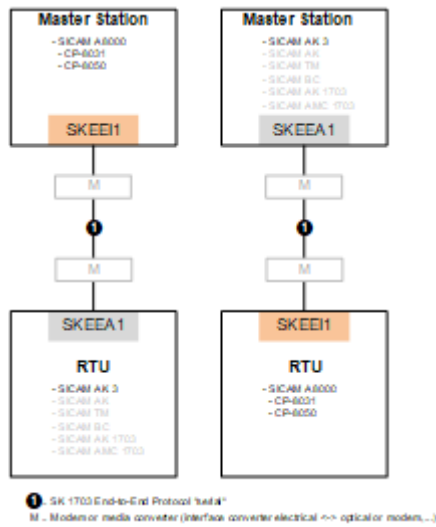 Master Station
- SICAM A8000
- CP-8031
- CP-8050
SKEEI1
M
1
M
SKEEA1
RTU
- SICAM AK 3
- SICAM AK
- SICAM TM
- SICAM BC
- SICAM AK 1703
- SICAM AMC 1703
Master Station
- SICAM AK 3
- SICAM AK
- SICAM TM
- SICAM BC
- SICAM AK 1703
- SICAM AMC 1703
SKEEA1
M
1
M
SKEEI1
RTU
- SICAM A8000
- CP-8031
- CP-8050
1 - SK 1703 End-to-End Protocol "serial"
M - Modem or media converter (interface converter electrical <-> optical or modem, ...)